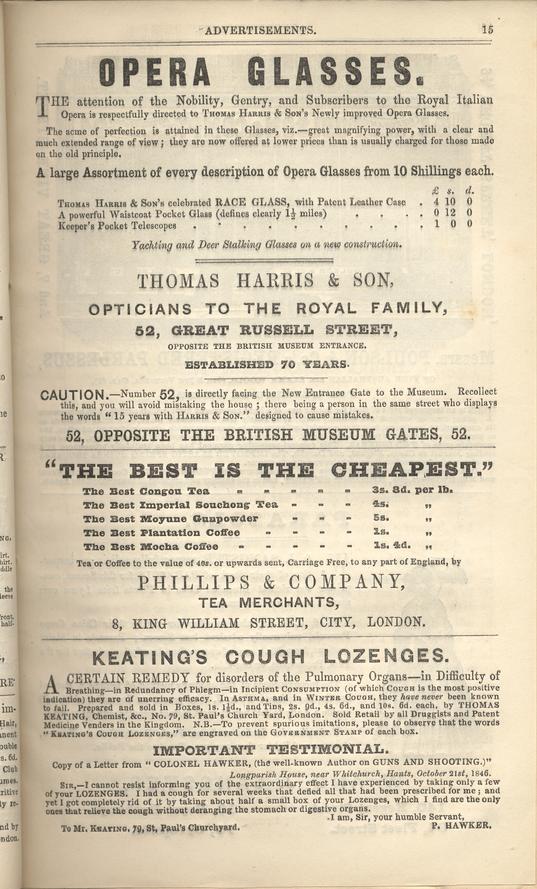 ADVERTISEMENTS. 15
OPERA GLASSES.
THE attention of the Nobility, Gentry, and Subscribers to the Royal Italian
Opera is respectfully directed to THOMAS HARRIS & SON'S Newly improved Opera Glasses.
The acme of perfection is attained in these Glasses, viz.—great magnifying power, with a clear and
much extended range of view; they are now offered at lower prices than is usually charged for those made
on the old principle.
A large Assortment of every description of Opera Glasses from 10 Shillings each.
£ s. d.
THOMAS HARRIS & SON'S celebrated RACE GLASS, with Patent Leather Case . 4 10 0
A powerful Waistcoat Pocket Glass (defines clearly 1½ miles) . . . . 0 12 0
Keeper's Pocket Telescopes . . . . . . . . . . 1 0 0
Yachting and Deer Stalking Glasses on a new construction.
THOMAS HARRIS & SON,
OPTICIANS TO THE ROYAL FAMILY,
52, GREAT RUSSELL STREET,
OPPOSITE THE BRITISH MUSEUM ENTRANCE.
ESTABLISHED 70 YEARS.
CAUTION.—Number 52, is directly facing the New Entrance Gate to the Museum. Recollect
this, and you will avoid mistaking the house; there being a person in the same street who displays
the words "15 years with HARRIS & SON." designed to cause mistakes.
52, OPPOSITE THE BRITISH MUSEUM GATES, 52.
"THE BEST IS THE CHEAPEST."
The Best Congou Tea - - - - - 3s. 8d. per lb.
The Best Imperial Souchong Tea - - - 4s. "
The Best Moyune Gunpowder - - - - 5s. "
The Best Plantation Coffee - - - - 1s. "
The Best Mocha Coffee - - - - - 1s. 4d. "
Tea or Coffee to the value of 40s. or upwards sent, Carriage Free, to any part of England, by
PHILLIPS & COMPANY,
TEA MERCHANTS,
8, KING WILLIAM STREET, CITY, LONDON.
KEATING'S COUGH LOZENGES.
A CERTAIN REMEDY for disorders of the Pulmonary Organs—in Difficulty of
Breathing—in Redundancy of Phlegm—in Incipient CONSUMPTION (of which COUGH is the most positive
indication) they are of unerring efficacy. In ASTHMA, and in WINTER COUGH, they have never been known
to fail. Prepared and sold in Boxes, 1s. 1½d., and Tins, 2s. 9d., 4s. 6d., and 10s. 6d. each, by THOMAS
KEATING, Chemist, &c., No. 79, St. Paul's Church Yard, London. Sold Retail by all Druggists and Patent
Medicine Venders in the Kingdom. N.B.—To prevent spurious imitations, please to observe that the words
"KEATING'S COUGH LOZENGES," are engraved on the GOVERNMENT STAMP of each box.
IMPORTANT TESTIMONIAL.
Copy of a Letter from "COLONEL HAWKER, (the well-known Author on GUNS AND SHOOTING.)"
Longparish House, near Whitchurch, Hants, October 21st, 1846.
SIR,—I cannot resist informing you of the extraordinary effect I have experienced by taking only a few
of your LOZENGES. I had a cough for several weeks that defied all that had been prescribed for me; and
yet I got completely rid of it by taking about half a small box of your Lozenges, which I find are the only
ones that relieve the cough without deranging the stomach or digestive organs.
I am, Sir, your humble Servant,
To Mr. KEATING, 79, St, Paul's Churchyard. P. HAWKER.